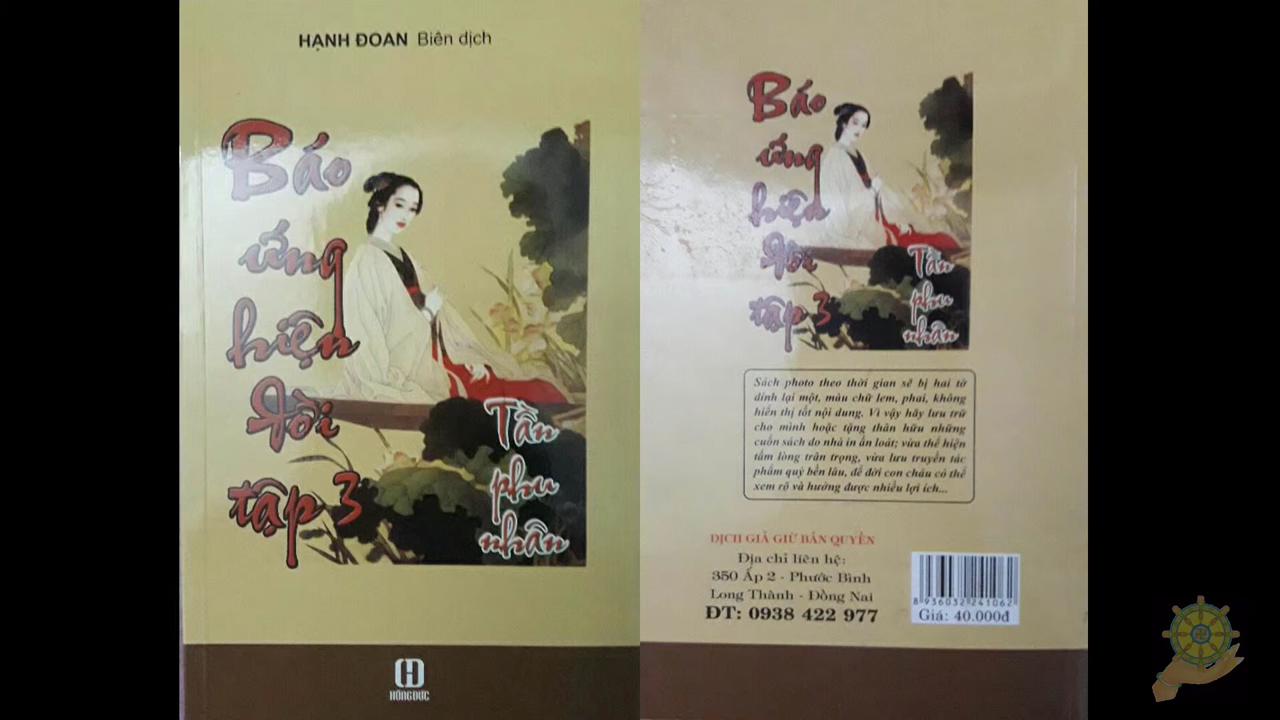 HẠNH ĐOAN Biên dịch
Báo
ứng
hiện
đời
tập 3
Tần
phu
nhân
HỒNG ĐỨC
Báo
ứng
hiện
đời
tập 3
Tần
phu
nhân
Sách photo theo thời gian sẽ bị hai tờ
dính lại một, màu chữ lem, phai, không
hiển thị tốt nội dung. Vì vậy hãy lưu trữ
cho mình hoặc tặng thân hữu những
cuốn sách do nhà in ấn loát; vừa thể hiện
tấm lòng trân trọng, vừa lưu truyền tác
phẩm quý bền lâu, để đời con cháu có thể
xem rõ và hưởng được nhiều lợi ích...
DỊCH GIẢ GIỮ BẢN QUYỀN
Địa chỉ liên hệ:
350 Ấp 2 - Phước Bình
Long Thành - Đồng Nai
ĐT: 0938 422 977
8 936032 241062
Giá: 40.000đ